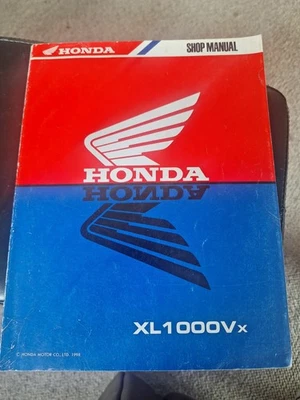 HONDA
SHOP MANUAL
HONDA
HONDA
XL1000Vx
© HONDA MOTOR CO., LTD. 1998